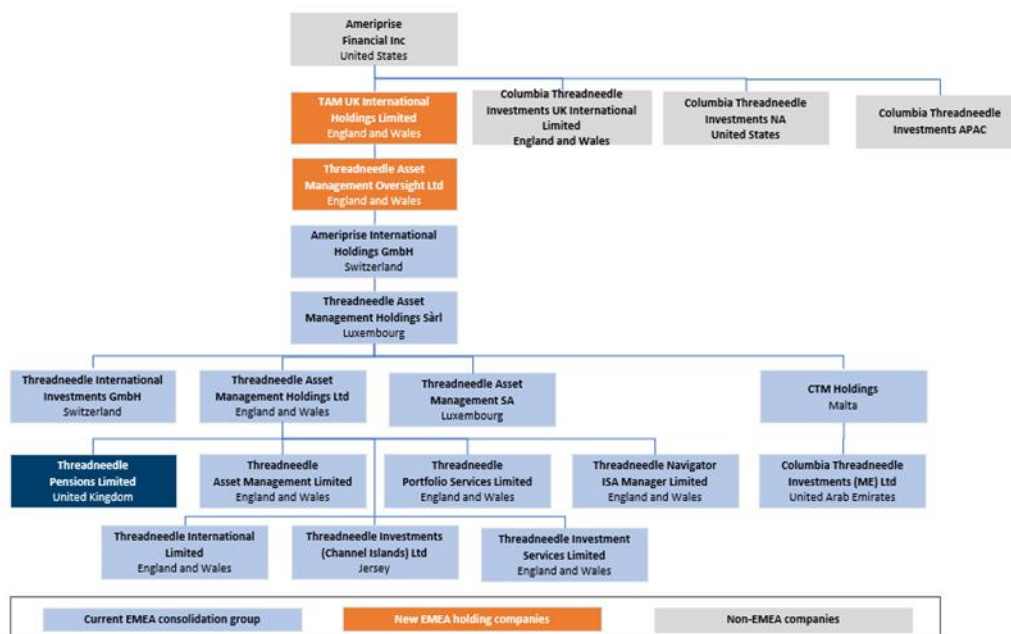 Ameriprise
Financial Inc
United States
TAM UK International
Holdings Limited
England and Wales
Columbia Threadneedle
Investments UK International
Limited
England and Wales
Columbia Threadneedle
Investments NA
United States
Columbia Threadneedle
Investments APAC
Threadneedle Asset
Management Oversight Ltd
England and Wales
Ameriprise International
Holdings GmbH
Switzerland
Threadneedle Asset
Management Holdings Sàrl
Luxembourg
Threadneedle International
Investments GmbH
Switzerland
Threadneedle Asset
Management Holdings Ltd
England and Wales
Threadneedle Asset
Management SA
Luxembourg
CTM Holdings
Malta
Threadneedle
Pensions Limited
United Kingdom
Threadneedle
Asset Management Limited
England and Wales
Threadneedle
Portfolio Services Limited
England and Wales
Threadneedle Navigator
ISA Manager Limited
England and Wales
Columbia Threadneedle
Investments (ME) Ltd
United Arab Emirates
Threadneedle International
Limited
England and Wales
Threadneedle Investments
(Channel Islands) Ltd
Jersey
Threadneedle Investment
Services Limited
England and Wales
Current EMEA consolidation group
New EMEA holding companies
Non-EMEA companies